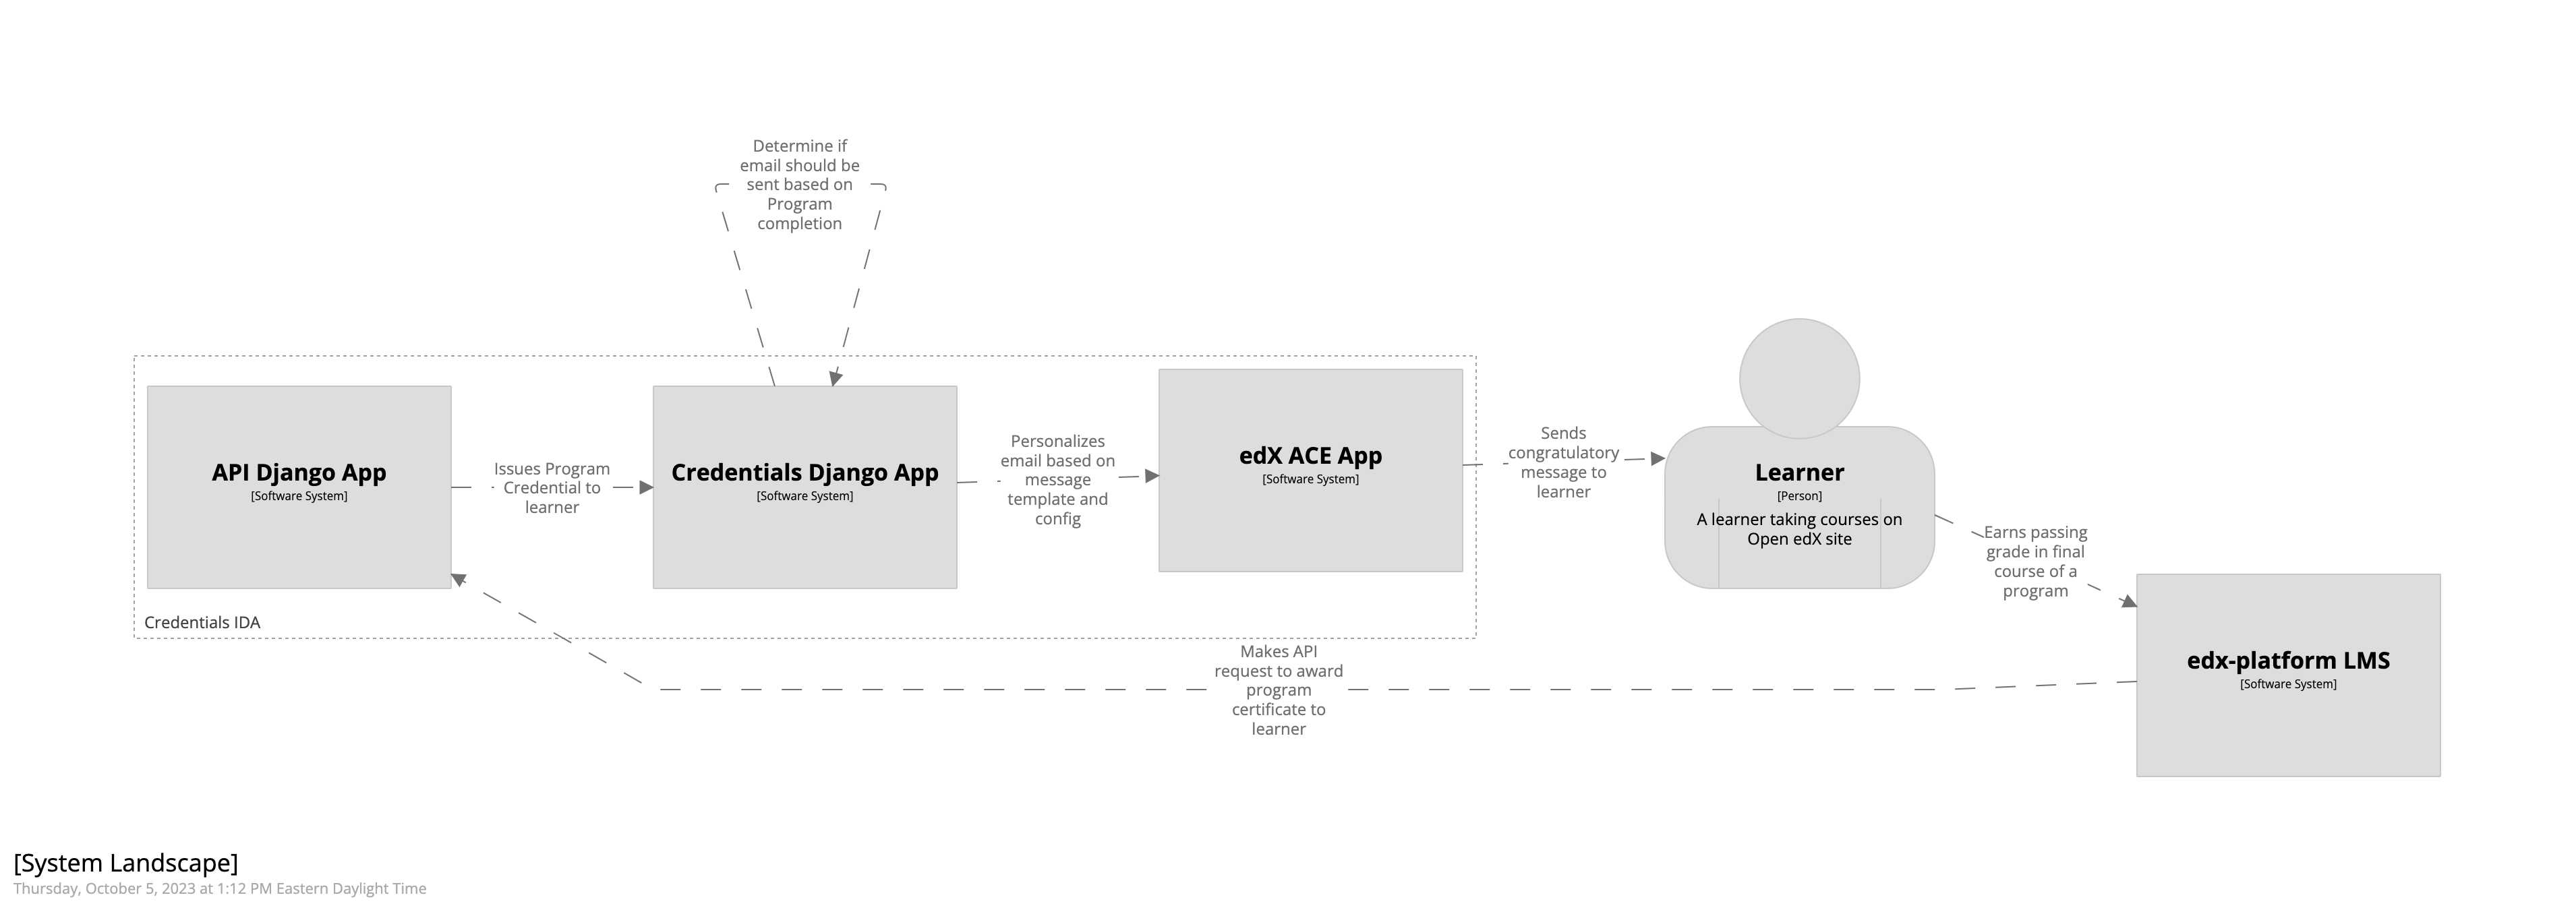 Determine if
email should be
sent based on
Program
completion
API Django App
[Software System]
Issues Program
Credential to
learner
Credentials Django App
[Software System]
Personalizes
email based on
message
template and
config
edX ACE App
[Software System]
Sends
congratulatory
message to
learner
Learner
[Person]
A learner taking courses on
Open edX site
Earns passing
grade in final
course of a
program
edx-platform LMS
[Software System]
Credentials IDA
Makes API
request to award
program
certificate to
learner
[System Landscape]
Thursday, October 5, 2023 at 1:12 PM Eastern Daylight Time